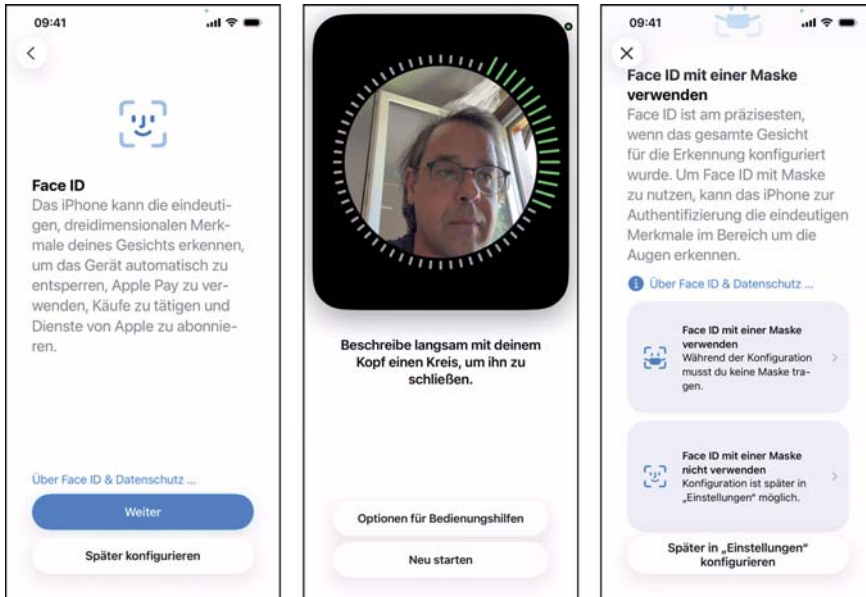 09:41
Face ID
Das iPhone kann die eindeuti-
gen, dreidimensionalen Merk-
male deines Gesichts erkennen,
um das Gerät automatisch zu
entsperren, Apple Pay zu ver-
wenden, Käufe zu tätigen und
Dienste von Apple zu abonnie-
ren.
Über Face ID & Datenschutz ...
Weiter
Später konfigurieren
Beschreibe langsam mit deinem
Kopf einen Kreis, um ihn zu
schließen.
Optionen für Bedienungshilfen
Neu starten
09:41
Face ID mit einer Maske
verwenden
Face ID ist am präzisesten,
wenn das gesamte Gesicht
für die Erkennung konfiguriert
wurde. Um Face ID mit Maske
zu nutzen, kann das iPhone zur
Authentifizierung die eindeutigen
Merkmale im Bereich um die
Augen erkennen.
Über Face ID & Datenschutz ...
Face ID mit einer Maske
verwenden
Während der Konfiguration
musst du keine Maske tra-
gen.
Face ID mit einer Maske
nicht verwenden
Konfiguration ist später in
„Einstellungen“ möglich.
Später in „Einstellungen“
konfigurieren